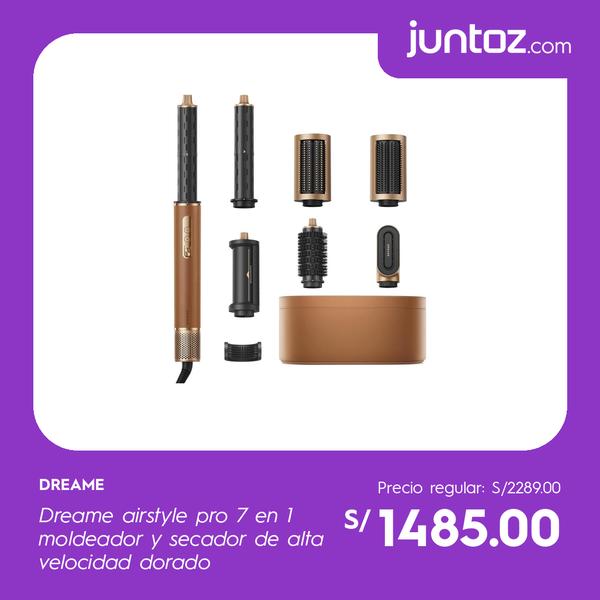 juntoz.com
DREAME
Dreame airstyle pro 7 en 1
moldeador y secador de alta
velocidad dorado
Precio regular: S/2289.00
S/1485.00